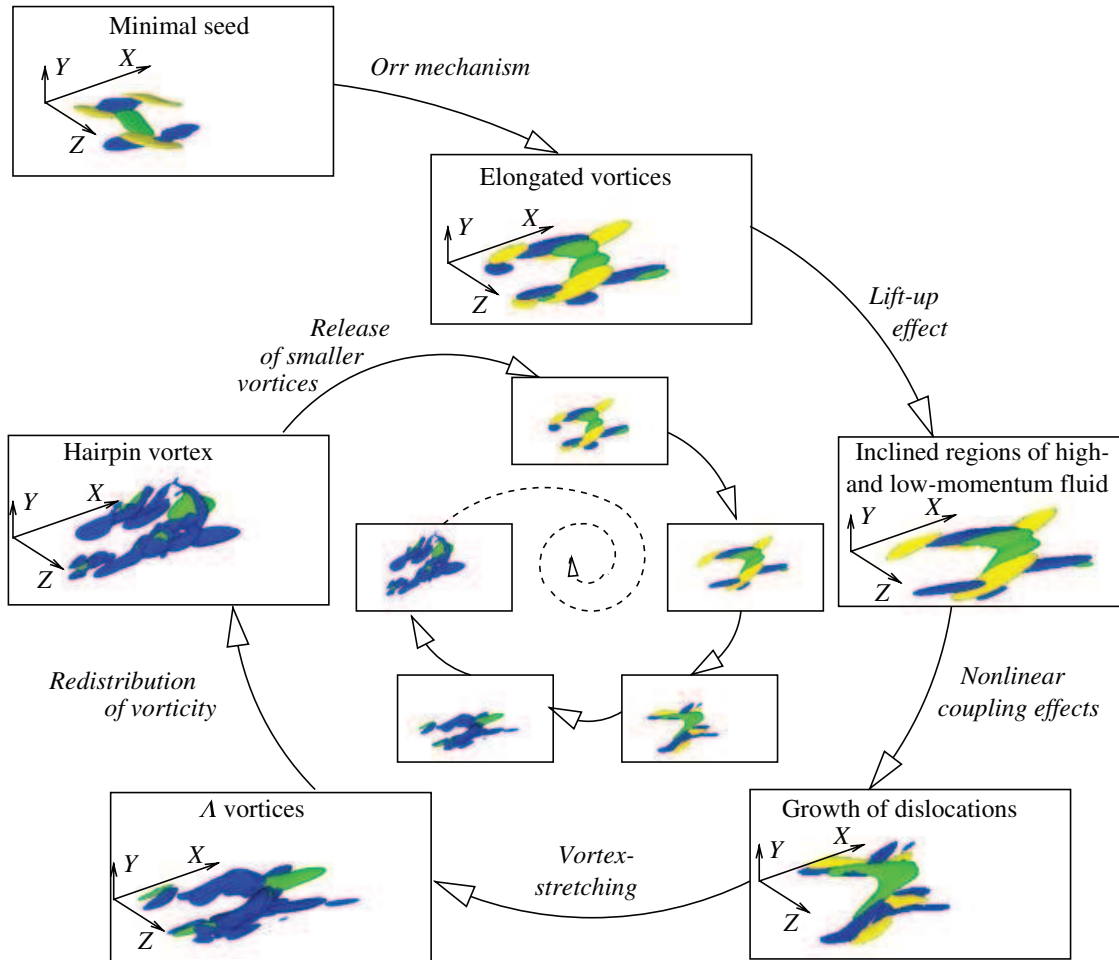 Minimal seed
Y
X
Z
Orr mechanism
Elongated vortices
Y
X
Z
Lift-up
effect
Release
of smaller
vortices
Hairpin vortex
Y
X
Z
Inclined regions of high-
and low-momentum fluid
Y
X
Z
Redistribution
of vorticity
Nonlinear
coupling effects
Λ vortices
Y
X
Z
Vortex-
stretching
Growth of dislocations
Y
X
Z